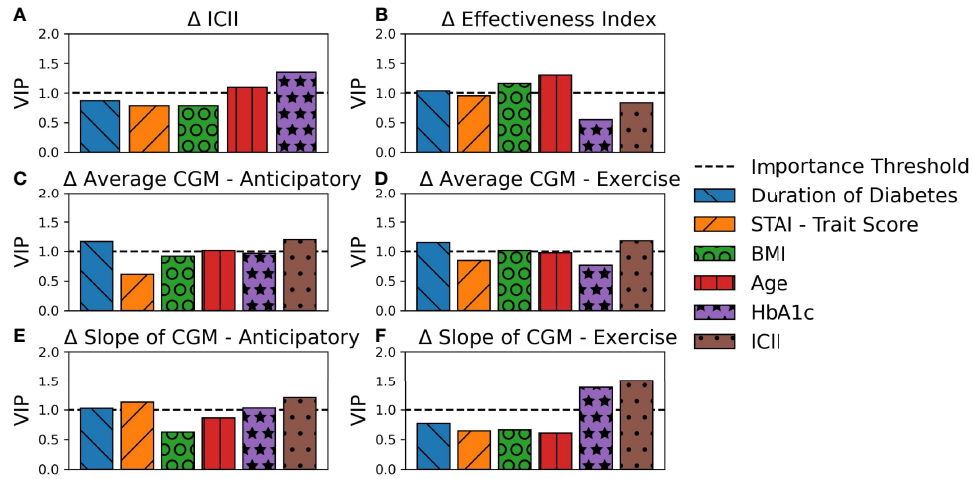 A
Δ ICII
2.0
1.5
1.0
0.5
0.0
VIP
B
Δ Effectiveness Index
2.0
1.5
1.0
0.5
0.0
VIP
C
Δ Average CGM - Anticipatory
2.0
1.5
1.0
0.5
0.0
VIP
D
Δ Average CGM - Exercise
2.0
1.5
1.0
0.5
0.0
VIP
E
Δ Slope of CGM - Anticipatory
2.0
1.5
1.0
0.5
0.0
VIP
F
Δ Slope of CGM - Exercise
2.0
1.5
1.0
0.5
0.0
VIP
Importance Threshold
Duration of Diabetes
STAI - Trait Score
BMI
Age
HbA1c
ICII